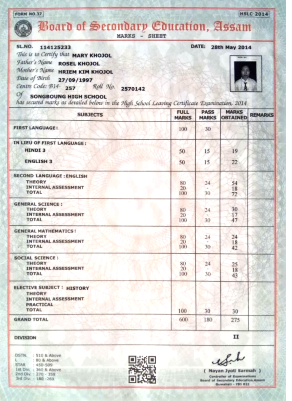 FORM NO.37
HSLC 2014
Board of Secondary Education, Assam
MARKS - SHEET
SL.NO. 114125233 DATE: 28th May 2014
This is to Certify that MARY KHOJOL
Father's Name ROSEL KHOJOL
Mother's Name HRIEM KIM KHOJOL
Date of Birth 27/09/1997
Centre Code: B14- 257 Roll No. 2570142
Of SONGBOUNG HIGH SCHOOL
has secured marks as detailed below in the High School Leaving Certificate Examination, 2014
SUBJECTS FULL MARKS PASS MARKS MARKS OBTAINED REMARKS
FIRST LANGUAGE: 100 30
IN LIEU OF FIRST LANGUAGE:
HINDI 3 50 15 19
ENGLISH 3 50 15 22
SECOND LANGUAGE :ENGLISH
THEORY 80 24 54
INTERNAL ASSESSMENT 20 18
TOTAL 100 30 72
GENERAL SCIENCE :
THEORY 80 24 30
INTERNAL ASSESSMENT 20 17
TOTAL 100 30 47
GENERAL MATHEMATICS :
THEORY 80 24 24
INTERNAL ASSESSMENT 20 18
TOTAL 100 30 42
SOCIAL SCIENCE :
THEORY 80 24 25
INTERNAL ASSESSMENT 20 18
TOTAL 100 30 43
ELECTIVE SUBJECT : HISTORY
THEORY
INTERNAL ASSESSMENT
PRACTICAL
TOTAL 100 30 30
GRAND TOTAL 600 180 275
DIVISION II
510 & Above
80 & Above
STAR 450-509
1st Div. : 360 & Above
2nd Div. : 270 - 359
3rd Div. : 180 - 269
( Nayan Jyoti Sarmah )
Controller of Examinations
Board of Secondary Education, Assam
Guwahati - 781 021